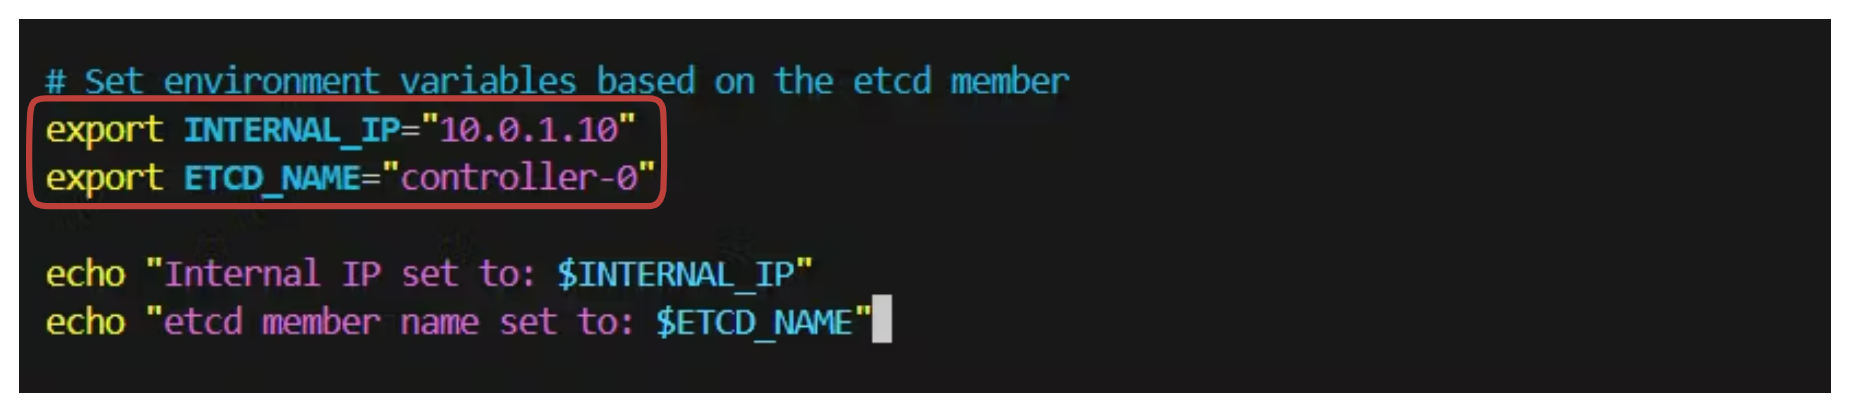 # Set environment variables based on the etcd member
export INTERNAL_IP="10.0.1.10"
export ETCD_NAME="controller-0"
echo "Internal IP set to: $INTERNAL_IP"
echo "etcd member name set to: $ETCD_NAME"